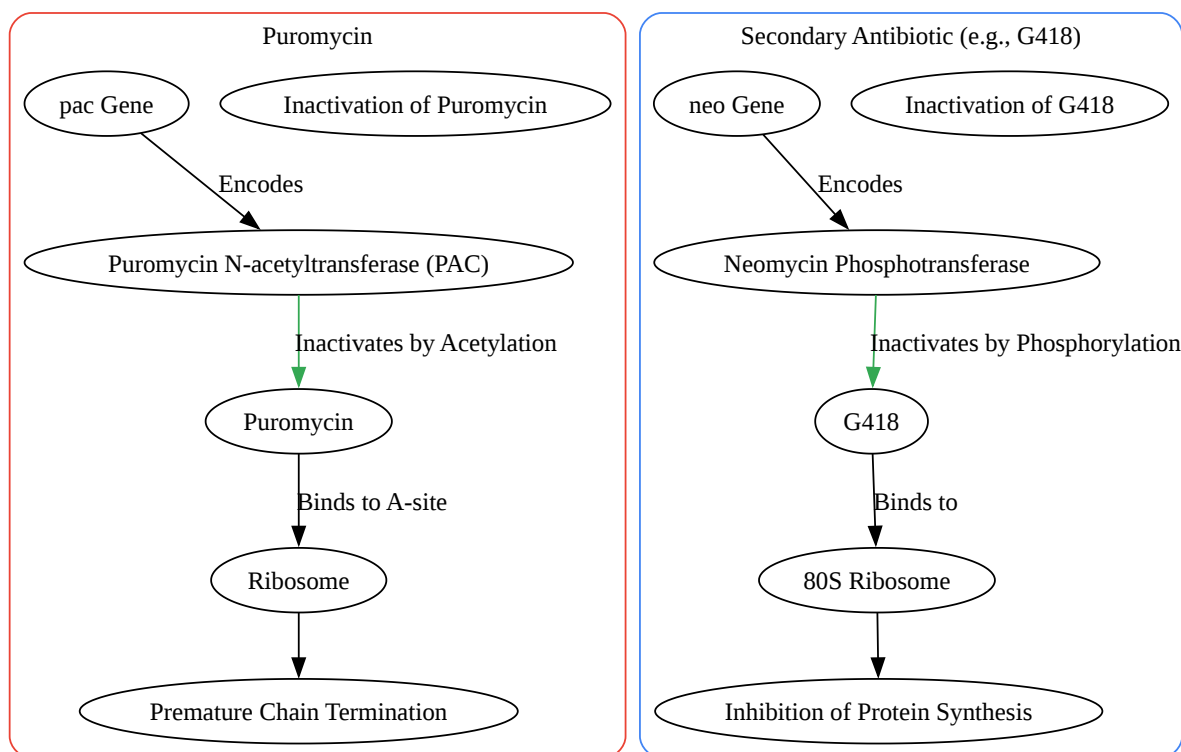 Puromycin
pac Gene
Inactivation of Puromycin
Encodes
Puromycin N-acetyltransferase (PAC)
Inactivates by Acetylation
Puromycin
Binds to A-site
Ribosome
Premature Chain Termination
Secondary Antibiotic (e.g., G418)
neo Gene
Inactivation of G418
Encodes
Neomycin Phosphotransferase
Inactivates by Phosphorylation
G418
Binds to
80S Ribosome
Inhibition of Protein Synthesis